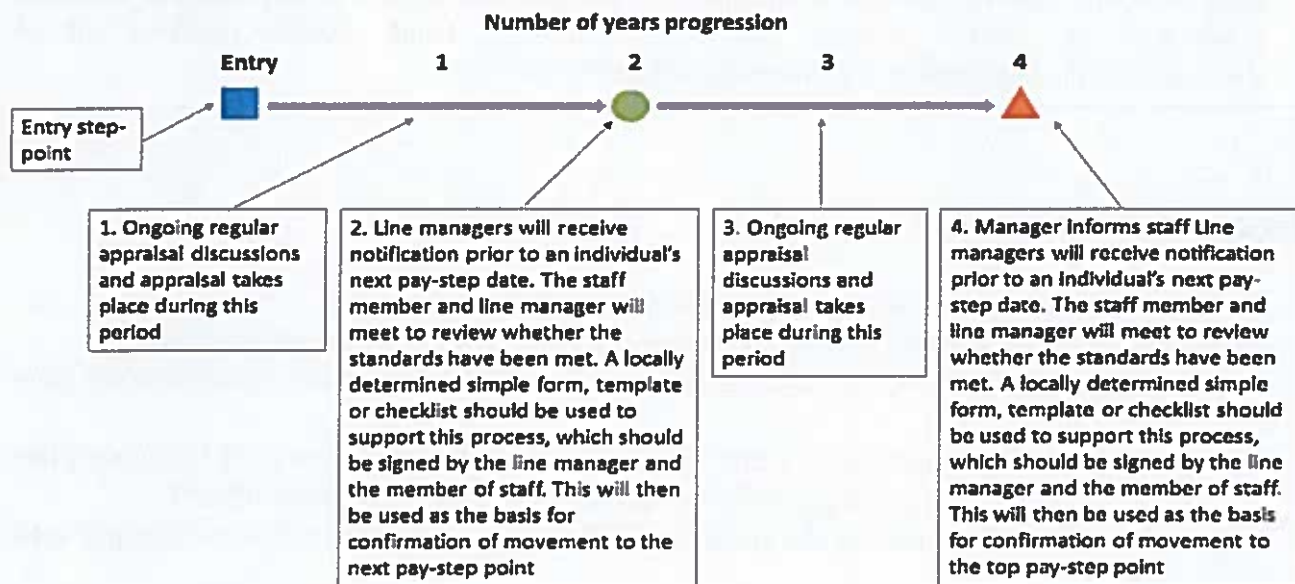 Number of years progression
Entry 1 2 3 4
Entry step-
point
1. Ongoing regular
appraisal discussions
and appraisal takes
place during this
period
2. Line managers will receive
notification prior to an individual's
next pay-step date. The staff
member and line manager will
meet to review whether the
standards have been met. A locally
determined simple form, template
or checklist should be used to
support this process, which should
be signed by the line manager and
the member of staff. This will then
be used as the basis for
confirmation of movement to the
next pay-step point
3. Ongoing regular
appraisal
discussions and
appraisal takes
place during this
period
4. Manager informs staff Line
managers will receive notification
prior to an individual's next pay-
step date. The staff member and
line manager will meet to review
whether the standards have been
met. A locally determined simple
form, template or checklist should
be used to support this process,
which should be signed by the line
manager and the member of staff.
This will then be used as the basis
for confirmation of movement to
the top pay-step point